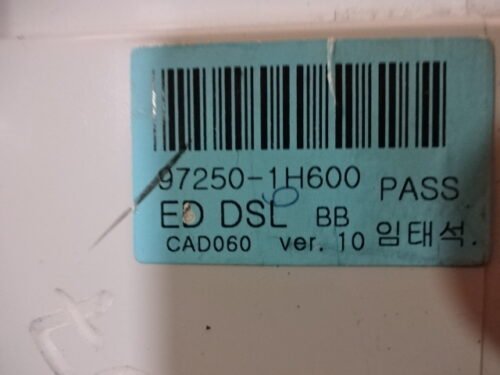 97250-1H600 PASS
ED DSL BB
CAD060 ver. 10 임태석.